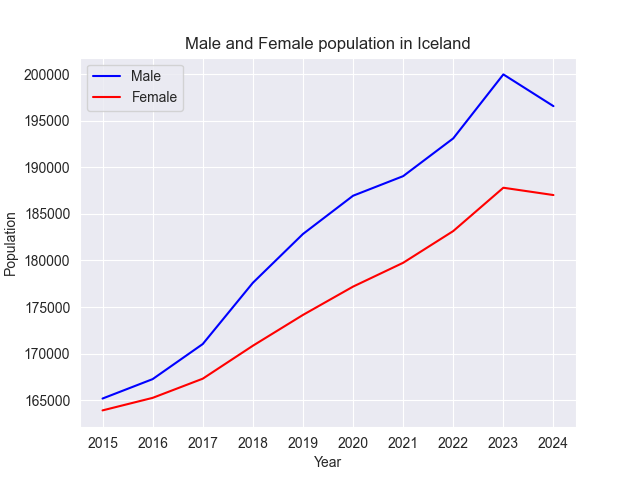 Male and Female population in Iceland
Male
Female
200000
195000
190000
185000
180000
175000
170000
165000
Population
2015 2016 2017 2018 2019 2020 2021 2022 2023 2024
Year